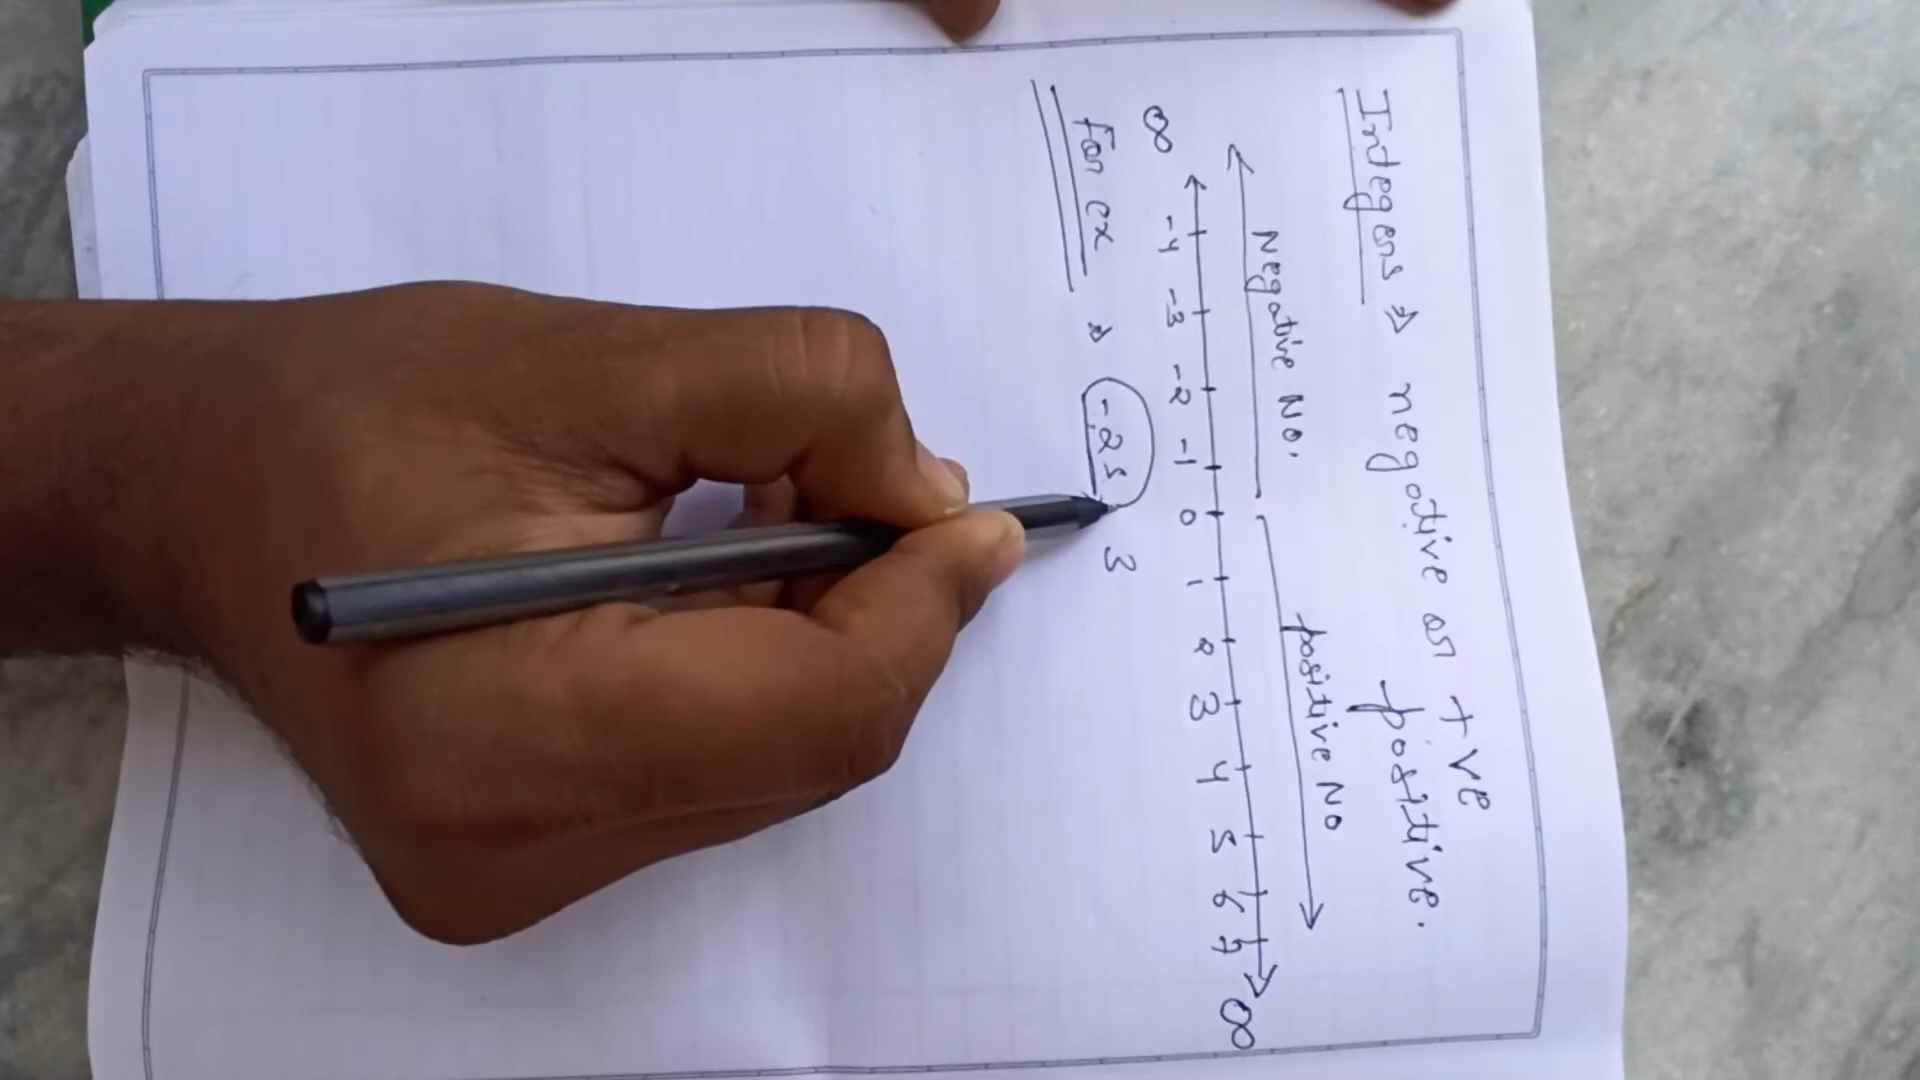 Integers ⇒ negative or +ve
positive.
Negative No. positive No
-4 -3 -2 -1 0 1 2 3 4 5 6 7
∞ ∞
for ex ⇒ -25 3